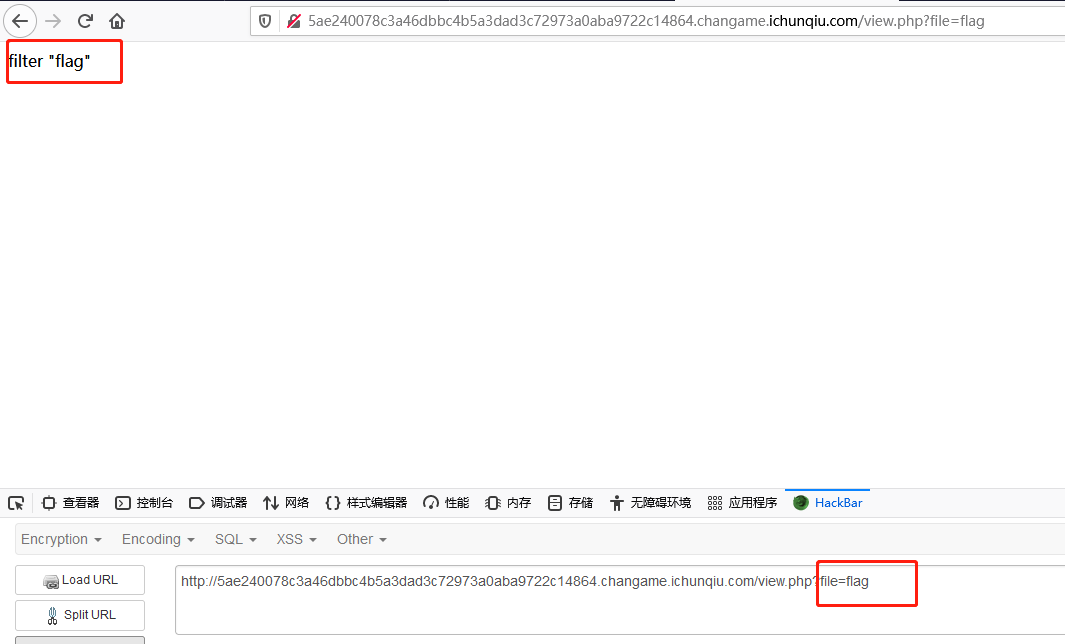 5ae240078c3a46dbbc4b5a3dad3c72973a0aba9722c14864.changame.ichunqiu.com/view.php?file=flag
filter "flag"
查看器 控制台 调试器 网络 样式编辑器 性能 内存 存储 无障碍环境 应用程序 HackBar
Encryption Encoding SQL XSS Other
Load URL http://5ae240078c3a46dbbc4b5a3dad3c72973a0aba9722c14864.changame.ichunqiu.com/view.php?file=flag
Split URL